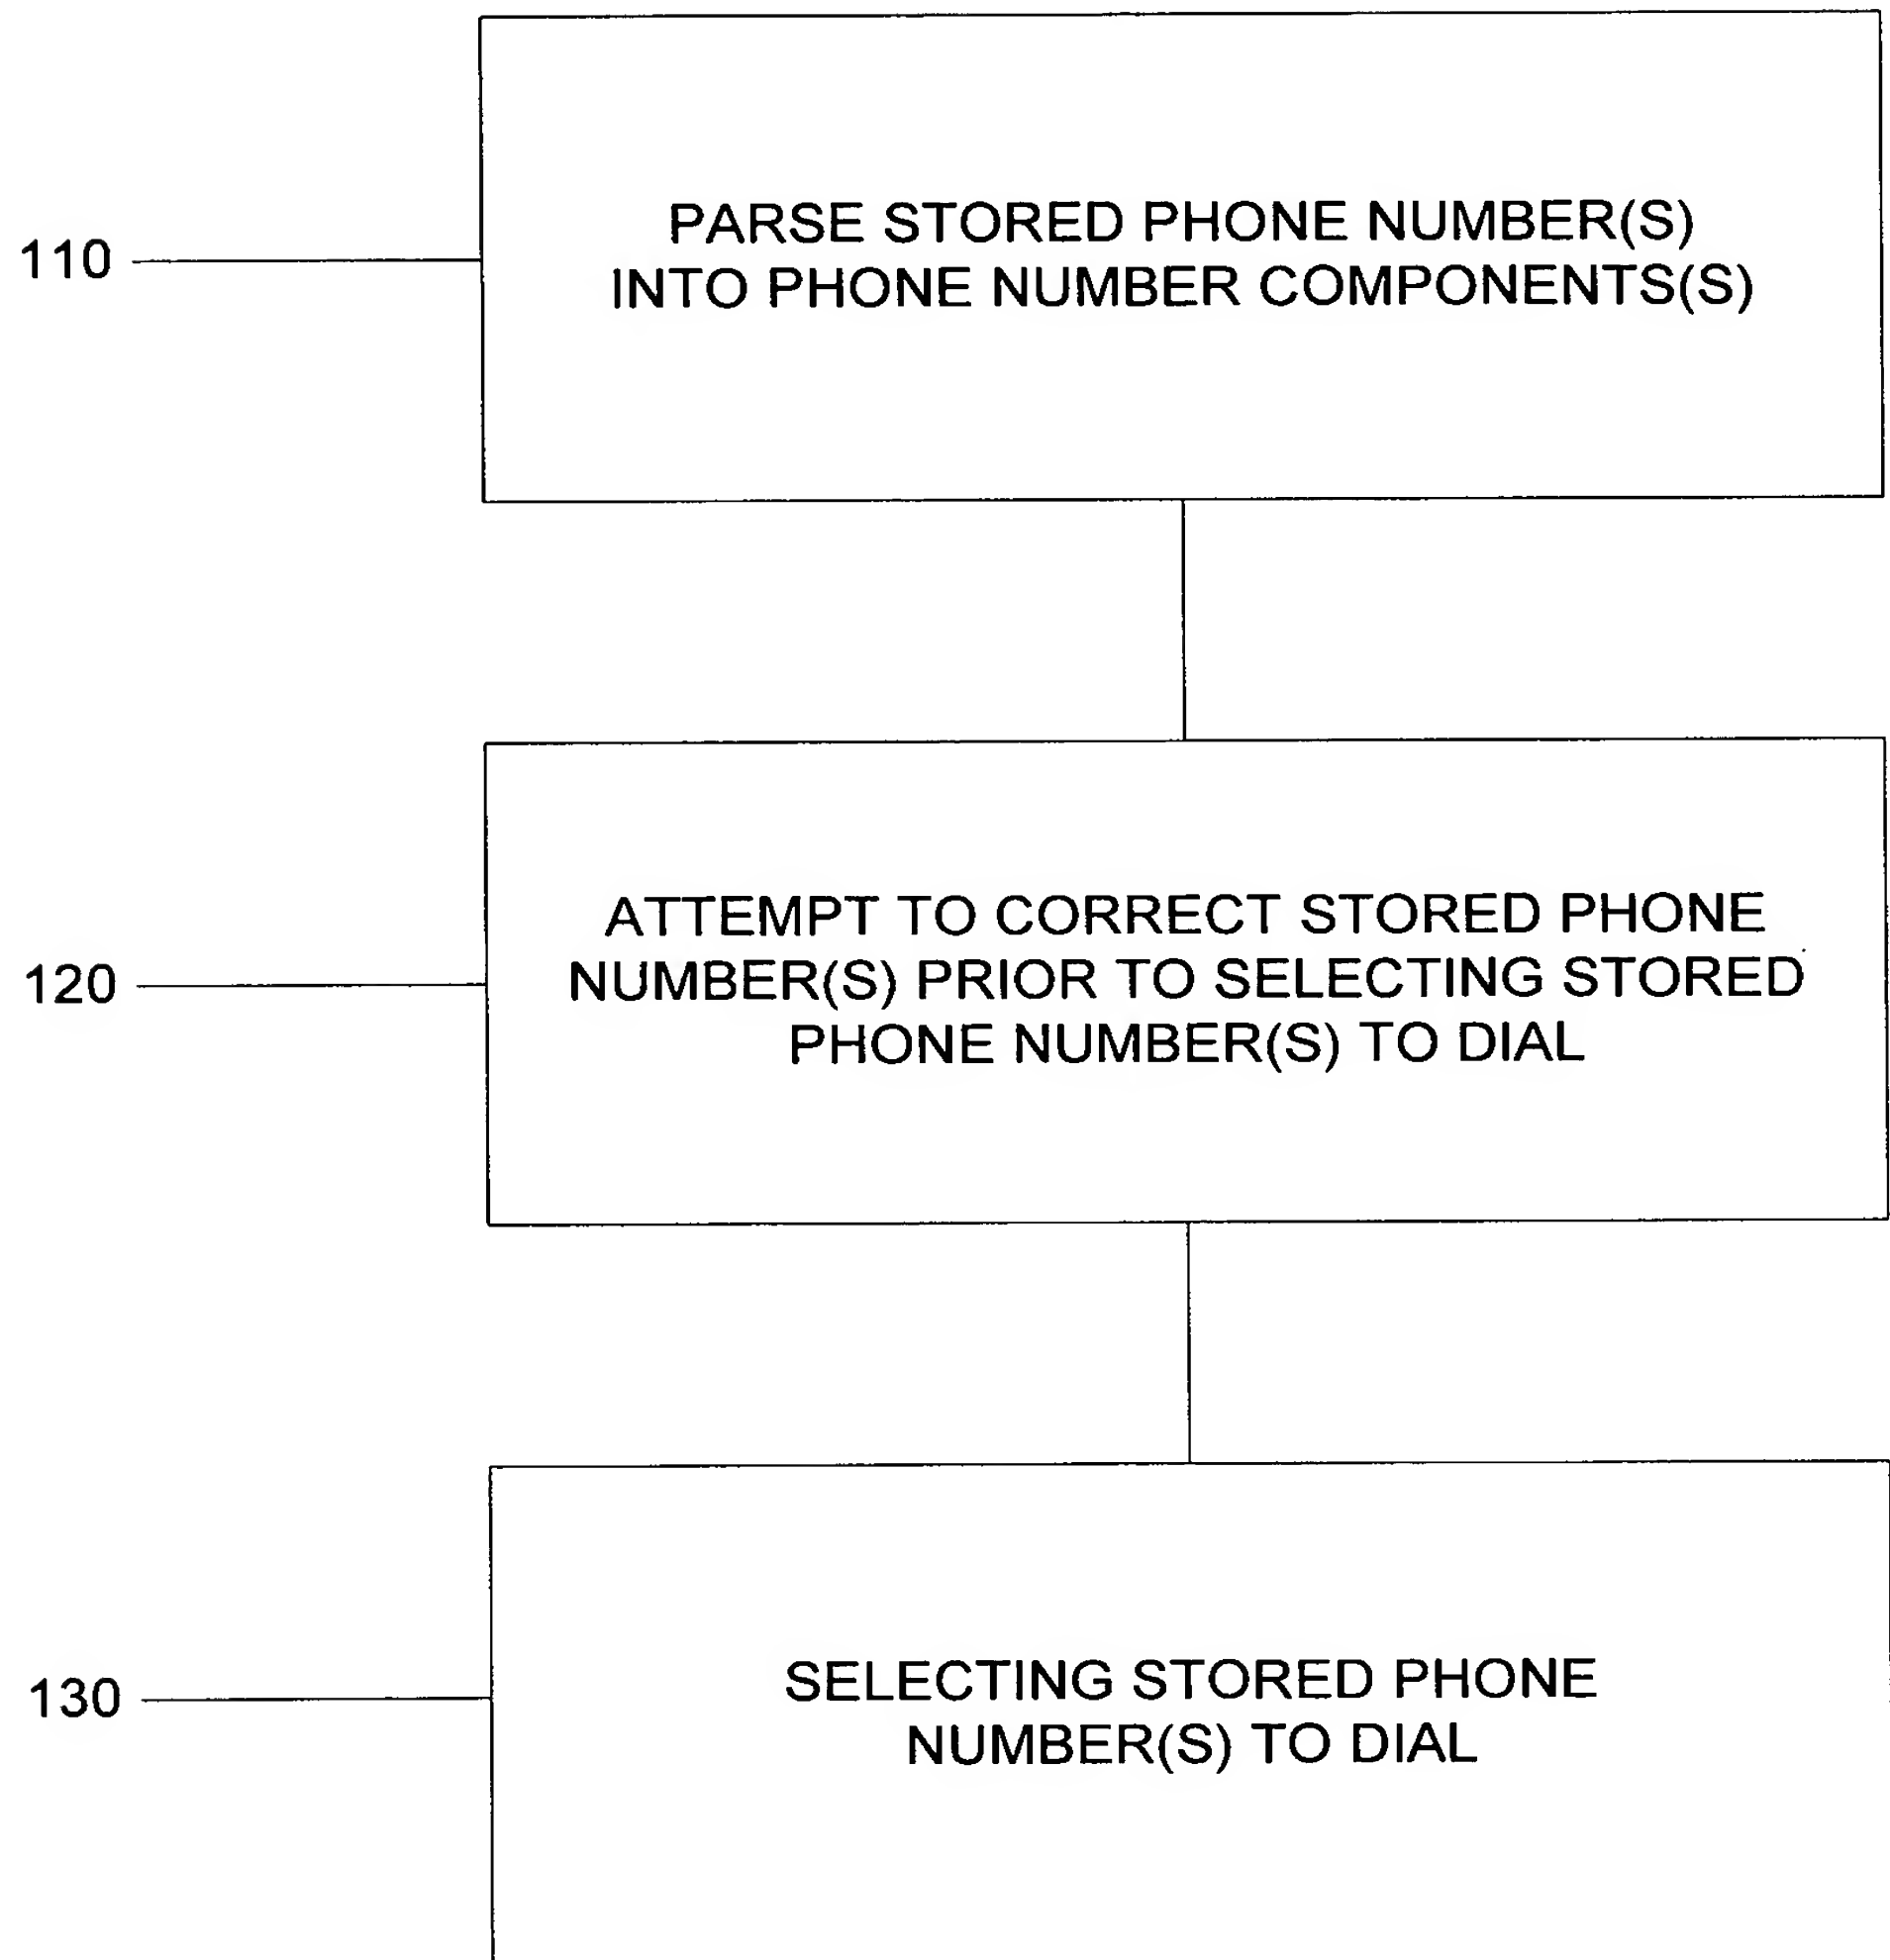 PARSE STORED PHONE NUMBER(S)
110
INTO PHONE NUMBER COMPONENTS(S)
ATTEMPT TO CORRECT STORED PHONE
120
NUMBER(S) PRIOR TO SELECTING STORED
PHONE NUMBER(S) TO DIAL
SELECTING STORED PHONE
130
NUMBER(S) TO DIAL